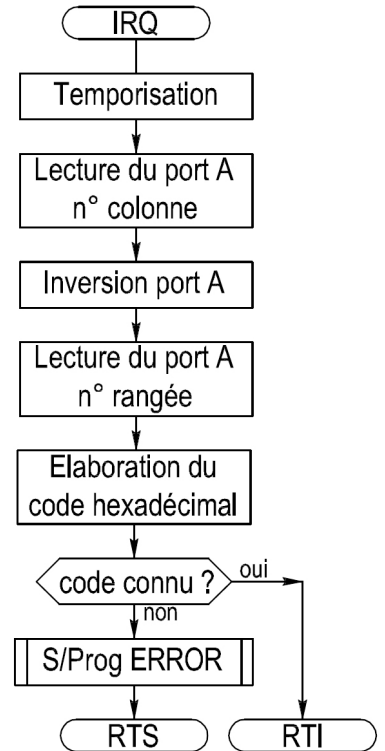 IRQ
Temporisation
Lecture du port A
n° colonne
Inversion port A
Lecture du port A
n° rangée
Elaboration du
code hexadécimal
code connu ?
oui
non
S/Prog ERROR
RTS
RTI